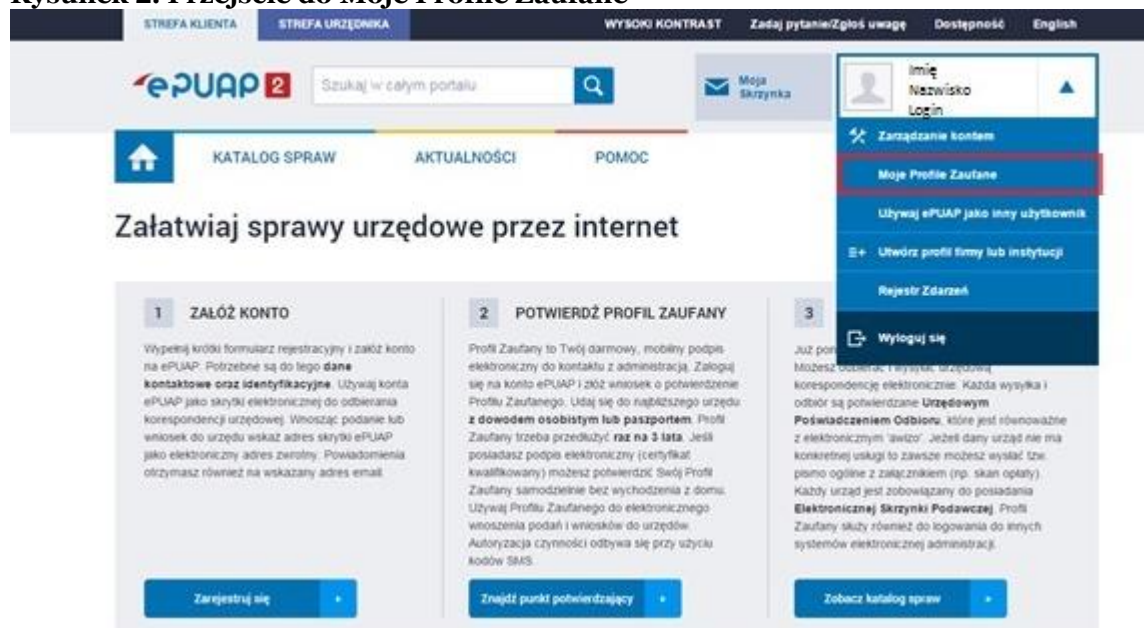 Rysunek 2. Przejście do Moje Profile Zaufane
STREFA KLIENTA STREFA URZĘDNIKA WYSOKI KONTRAST Zadaj pytanie/Zgłoś uwagę Dostępność English
ePUAP 2 Szukaj w całym portalu Moja Skrzynka
Imię
Nazwisko
Login
Zarządzanie kontem
Moje Profile Zaufane
Używaj ePUAP jako inny użytkownik
Utwórz profil firmy lub instytucji
Rejestr Zdarzeń
Wyloguj się
KATALOG SPRAW AKTUALNOŚCI POMOC
Załatwiaj sprawy urzędowe przez internet
1 ZAŁÓŻ KONTO
Wypełnij krótki formularz rejestracyjny i załóż konto
na ePUAP. Potrzebne są do tego dane
kontaktowe oraz identyfikacyjne. Używaj konta
ePUAP jako skrytki elektronicznej do odbierania
korespondencji urzędowej. Wnosząc podanie lub
wniosek do urzędu wskaż adres skrytki ePUAP
jako elektroniczny adres zwrotny. Powiadomienia
otrzymasz również na wskazany adres email.
Zarejestruj się
2 POTWIERDŹ PROFIL ZAUFANY
Profil Zaufany to Twój darmowy, mobilny podpis
elektroniczny do kontaktu z administracją. Zaloguj
się na konto ePUAP i złóż wniosek o potwierdzenie
Profilu Zaufanego. Udaj się do najbliższego urzędu
z dowodem osobistym lub paszportem. Profil
Zaufany trzeba przedłużyć raz na 3 lata. Jeśli
posiadasz podpis elektroniczny (certyfikat
kwalifikowany) możesz potwierdzić Swój Profil
Zaufany samodzielnie bez wychodzenia z domu.
Używaj Profilu Zaufanego do elektronicznego
wnoszenia podań i wniosków do urzędów.
Autoryzacja czynności odbywa się przy użyciu
kodów SMS.
Znajdź punkt potwierdzający
3
Już
Możesz odbierać i wysyłać urzędową
korespondencję elektronicznie. Każda wysyłka i
odbiór są potwierdzane Urzędowym
Poświadczeniem Odbioru, które jest równoważne
z elektronicznym 'awizo'. Jeżeli dany urząd nie ma
konkretnej usługi to zawsze możesz wysłać tzw.
pismo ogólne z załącznikiem (np. skan opłaty).
Każdy urząd jest zobowiązany do posiadania
Elektronicznej Skrzynki Podawczej. Profil
Zaufany służy również do logowania do innych
systemów elektronicznej administracji.
Zobacz katalog spraw